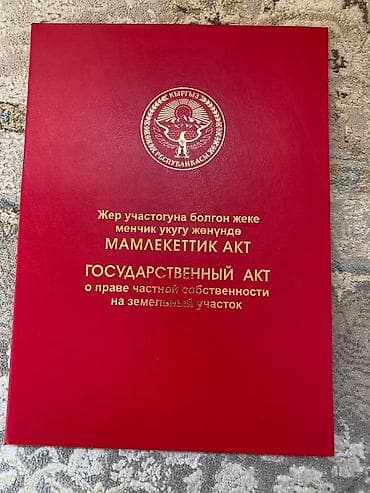 КЫРГЫЗ
РЕСПУБЛИКАСЫ
Жер участогуна болгон жеке
менчик укугу жөнүндө
МАМЛЕКЕТТИК АКТ
ГОСУДАРСТВЕННЫЙ АКТ
о праве частной собственности
на земельный участок